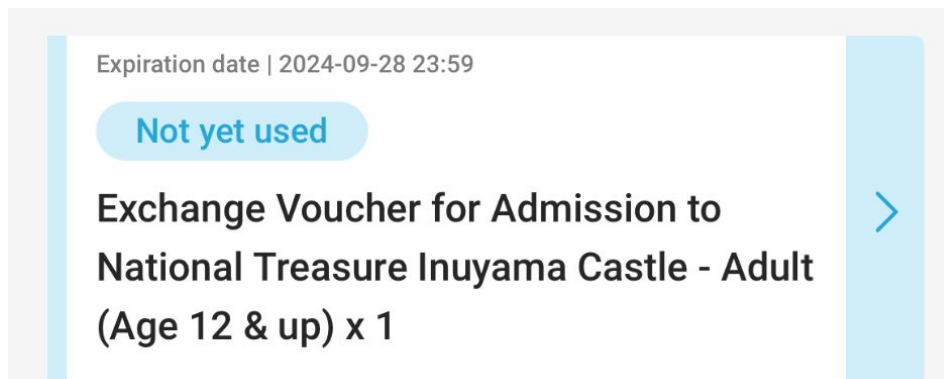 Expiration date | 2024-09-28 23:59
Not yet used
Exchange Voucher for Admission to
National Treasure Inuyama Castle - Adult
(Age 12 & up) x 1